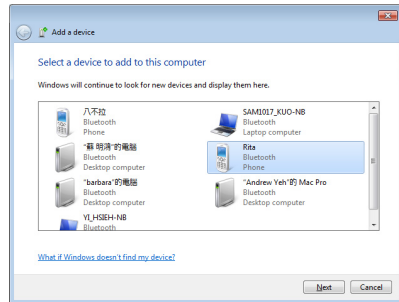 Add a device
Select a device to add to this computer
Windows will continue to look for new devices and display them here.
八不拉
Bluetooth
Phone
SAM1017_KUO-NB
Bluetooth
Laptop computer
"蘇 明鴻"的電腦
Bluetooth
Desktop computer
Rita
Bluetooth
Phone
"barbara"的電腦
Bluetooth
Desktop computer
"Andrew Yeh"的 Mac Pro
Bluetooth
Desktop computer
YI_HSIEH-NB
Bluetooth
What if Windows doesn't find my device?
Next
Cancel